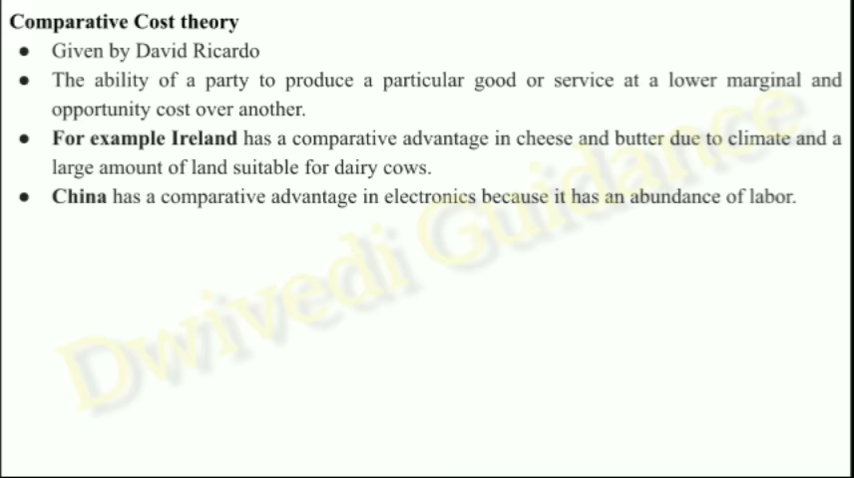 Comparative Cost theory
● Given by David Ricardo
● The ability of a party to produce a particular good or service at a lower marginal and
opportunity cost over another.
● For example Ireland has a comparative advantage in cheese and butter due to climate and a
large amount of land suitable for dairy cows.
● China has a comparative advantage in electronics because it has an abundance of labor.
Dwivedi Guidance